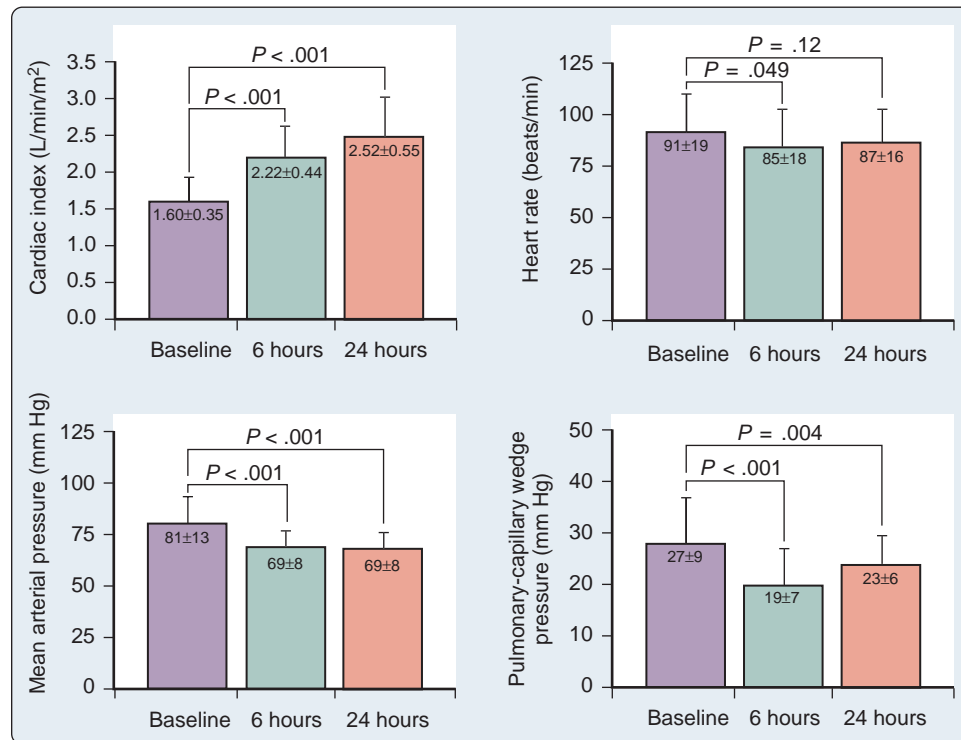 Cardiac index (L/min/m²)
3.5
3.0
2.5
2.0
1.5
1.0
0.5
0.0
P < .001
P < .001
1.60±0.35
2.22±0.44
2.52±0.55
Baseline 6 hours 24 hours
Heart rate (beats/min)
125
100
75
50
25
0
P = .12
P = .049
91±19
85±18
87±16
Baseline 6 hours 24 hours
Mean arterial pressure (mm Hg)
125
100
75
50
25
0
P < .001
P < .001
81±13
69±8
69±8
Baseline 6 hours 24 hours
Pulmonary-capillary wedge
pressure (mm Hg)
50
40
30
20
10
0
P = .004
P < .001
27±9
19±7
23±6
Baseline 6 hours 24 hours